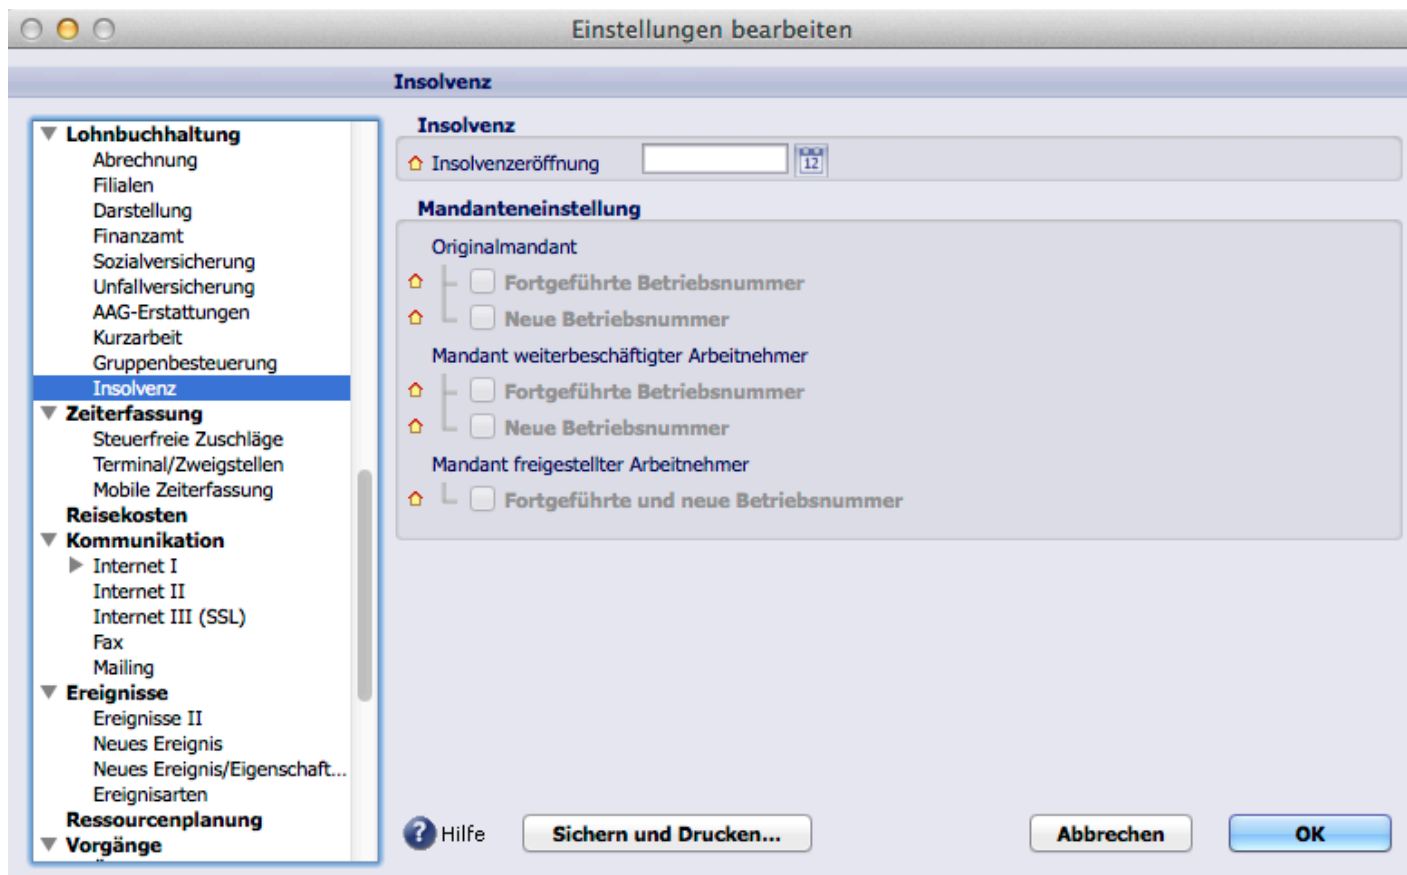 Einstellungen bearbeiten
Insolvenz
Lohnbuchhaltung
Abrechnung
Filialen
Darstellung
Finanzamt
Sozialversicherung
Unfallversicherung
AAG-Erstattungen
Kurzarbeit
Gruppenbesteuerung
Insolvenz
Zeiterfassung
Steuerfreie Zuschläge
Terminal/Zweigstellen
Mobile Zeiterfassung
Reisekosten
Kommunikation
Internet I
Internet II
Internet III (SSL)
Fax
Mailing
Ereignisse
Ereignisse II
Neues Ereignis
Neues Ereignis/Eigenschaft...
Ereignisarten
Ressourcenplanung
Vorgänge
Insolvenz
Insolvenzeröffnung
12
Mandanteneinstellung
Originalmandant
Fortgeführte Betriebsnummer
Neue Betriebsnummer
Mandant weiterbeschäftigter Arbeitnehmer
Fortgeführte Betriebsnummer
Neue Betriebsnummer
Mandant freigestellter Arbeitnehmer
Fortgeführte und neue Betriebsnummer
? Hilfe
Sichern und Drucken...
Abbrechen
OK